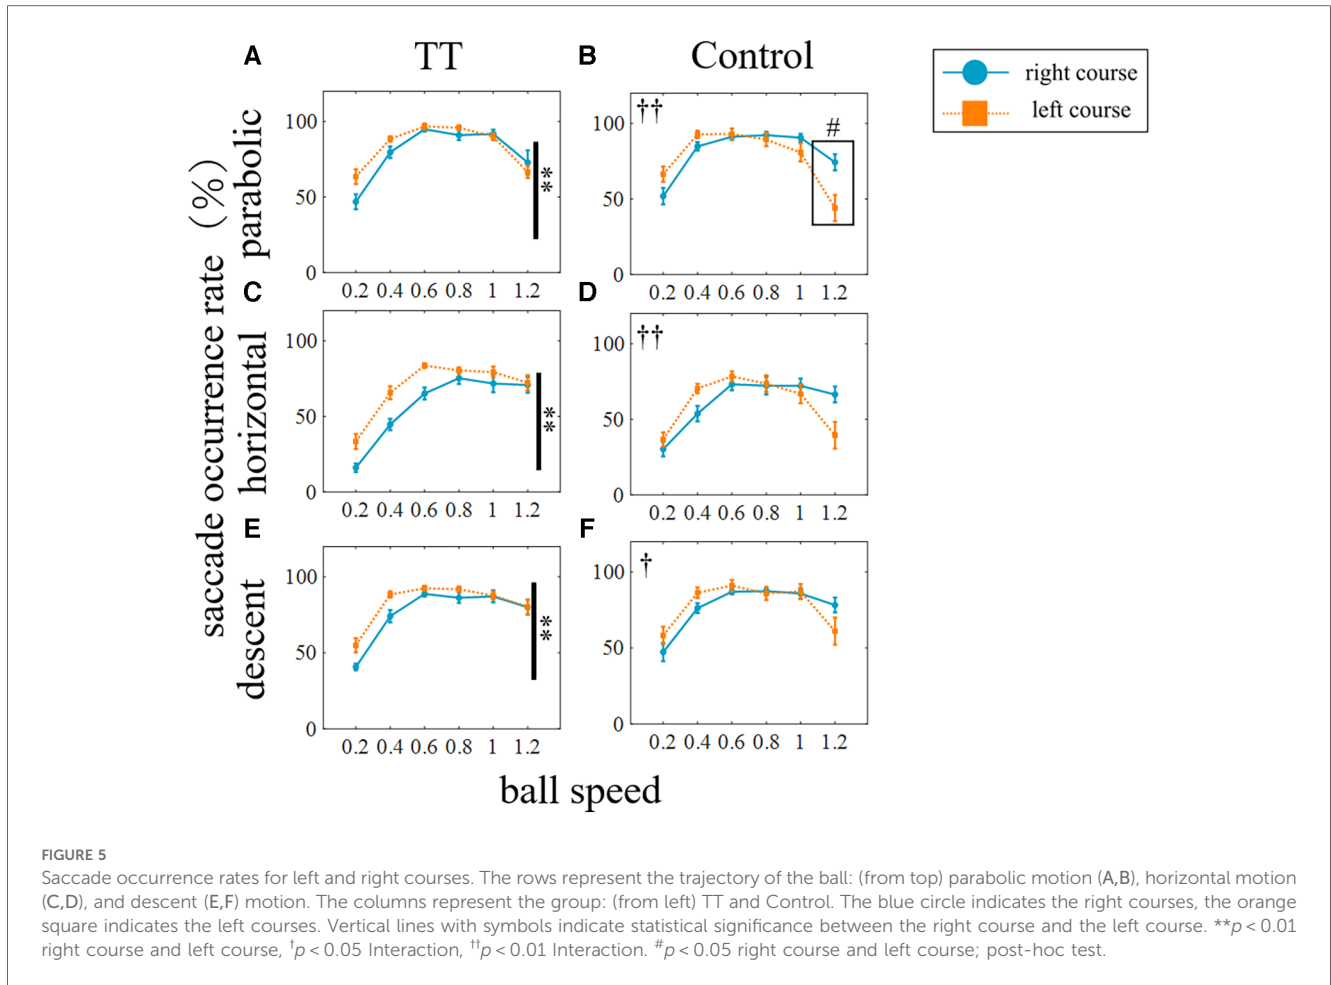 A
TT
B
Control
right course
left course
saccade occurrence rate (%)
parabolic
100
50
0
**
0.2 0.4 0.6 0.8 1 1.2
††
#
100
50
0
0.2 0.4 0.6 0.8 1 1.2
C
D
horizontal
100
50
0
**
0.2 0.4 0.6 0.8 1 1.2
††
100
50
0
0.2 0.4 0.6 0.8 1 1.2
E
F
descent
100
50
0
**
0.2 0.4 0.6 0.8 1 1.2
†
100
50
0
0.2 0.4 0.6 0.8 1 1.2
ball speed
FIGURE 5
Saccade occurrence rates for left and right courses. The rows represent the trajectory of the ball: (from top) parabolic motion (A,B), horizontal motion
(C,D), and descent (E,F) motion. The columns represent the group: (from left) TT and Control. The blue circle indicates the right courses, the orange
square indicates the left courses. Vertical lines with symbols indicate statistical significance between the right course and the left course. **p < 0.01
right course and left course, †p < 0.05 Interaction, ††p < 0.01 Interaction. #p < 0.05 right course and left course; post-hoc test.